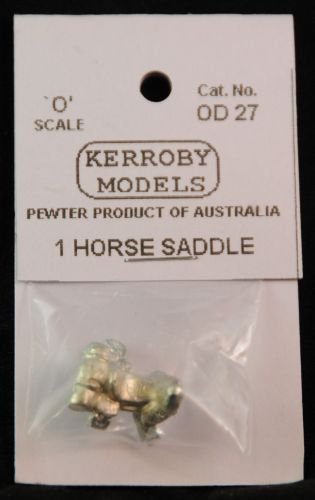 'O'
SCALE
Cat. No.
OD 27
KERROBY
MODELS
PEWTER PRODUCT OF AUSTRALIA
1 HORSE SADDLE